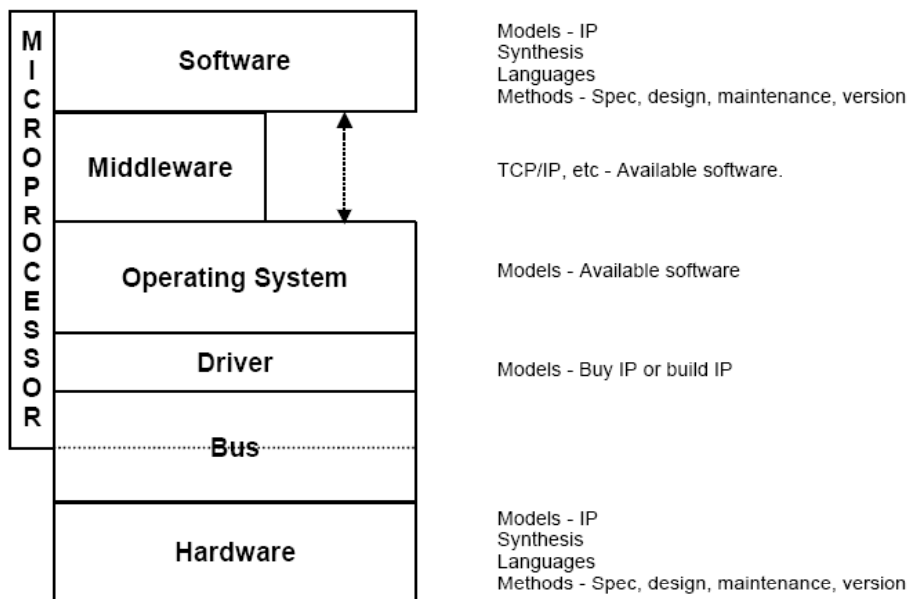 MICROPROCESSOR
Software
Models - IP
Synthesis
Languages
Methods - Spec, design, maintenance, version
Middleware
TCP/IP, etc - Available software.
Operating System
Models - Available software
Driver
Models - Buy IP or build IP
Bus
Hardware
Models - IP
Synthesis
Languages
Methods - Spec, design, maintenance, version